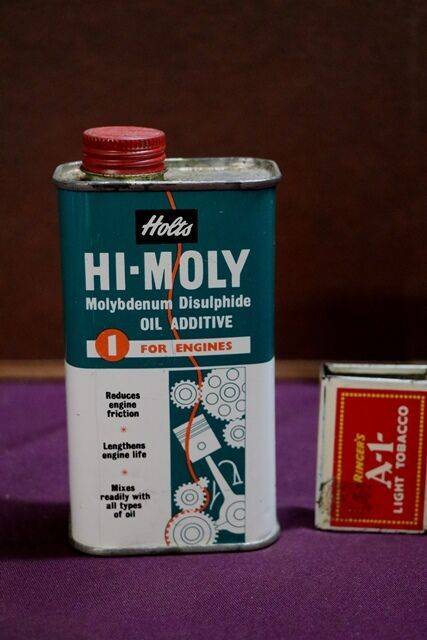 Holts
HI-MOLY
Molybdenum Disulphide
OIL ADDITIVE
1 FOR ENGINES
Reduces
engine
friction
Lengthens
engine life
Mixes
readily with
all types
of oil
RINGER'S
A1-
LIGHT TOBACCO